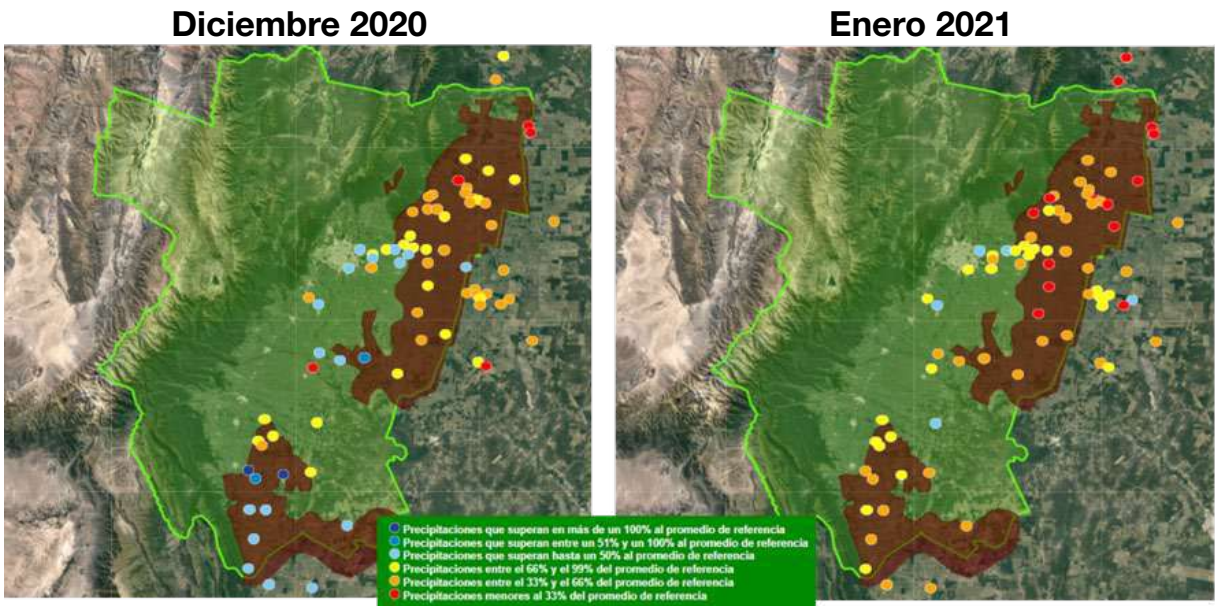 Diciembre 2020
Enero 2021
Precipitaciones que superan en más de un 100% al promedio de referencia
Precipitaciones que superan entre un 51% y un 100% al promedio de referencia
Precipitaciones que superan hasta un 50% al promedio de referencia
Precipitaciones entre el 66% y el 99% del promedio de referencia
Precipitaciones entre el 33% y el 66% del promedio de referencia
Precipitaciones menores al 33% del promedio de referencia